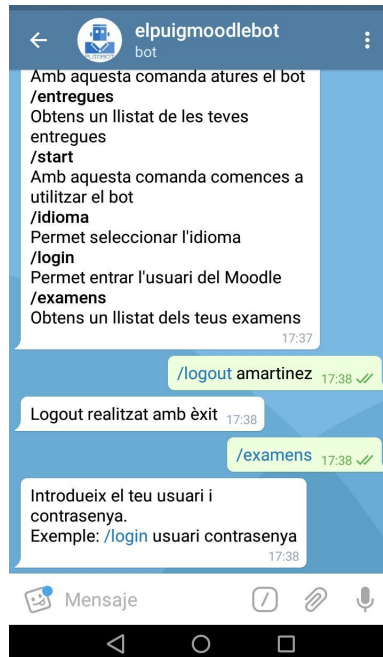 elpuigmoodlebot
bot
Amb aquesta comanda atures el bot
/entregues
Obtens un llistat de les teves
entregues
/start
Amb aquesta comanda comences a
utilitzar el bot
/idioma
Permet seleccionar l'idioma
/login
Permet entrar l'usuari del Moodle
/examens
Obtens un llistat dels teus examens
17:37
/logout amartinez 17:38
Logout realitzat amb èxit 17:38
/examens 17:38
Introdueix el teu usuari i
contrasenya.
Exemple: /login usuari contrasenya
17:38
Mensaje